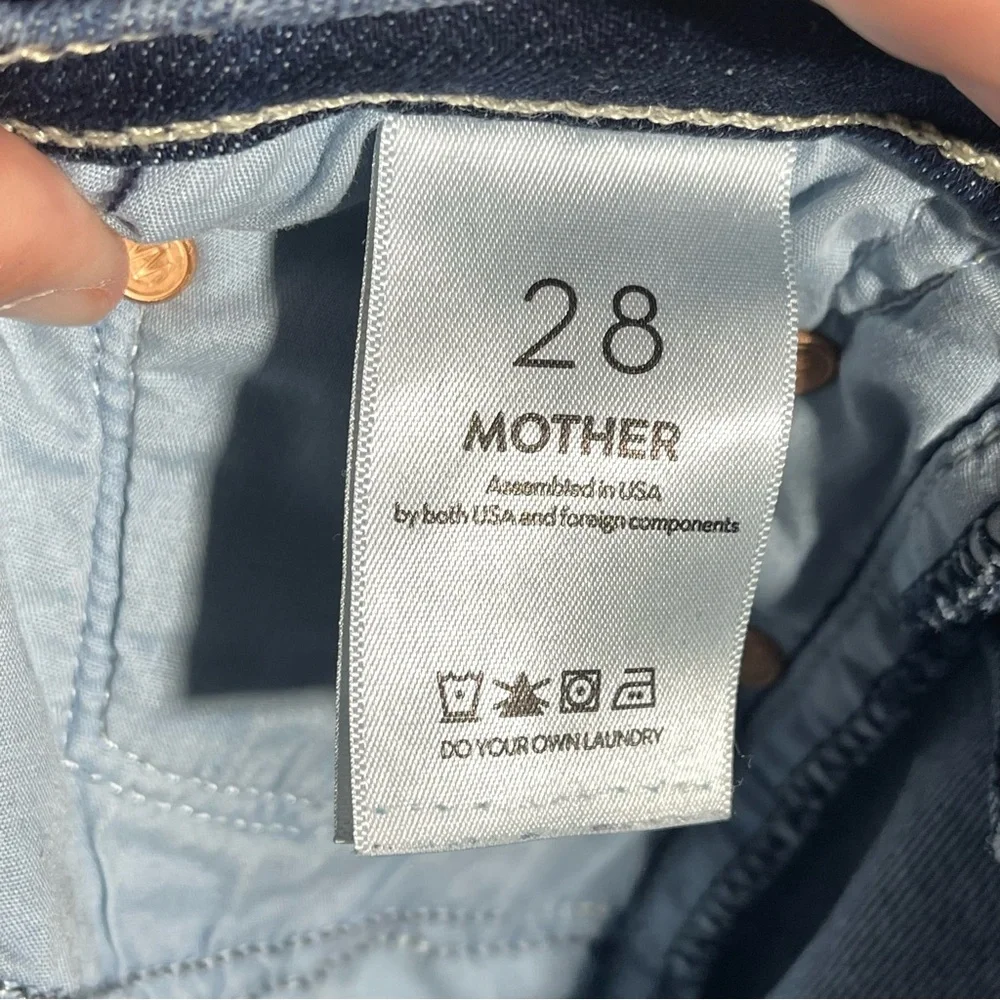 28
MOTHER
Assembled in USA
by both USA and foreign components
DO YOUR OWN LAUNDRY